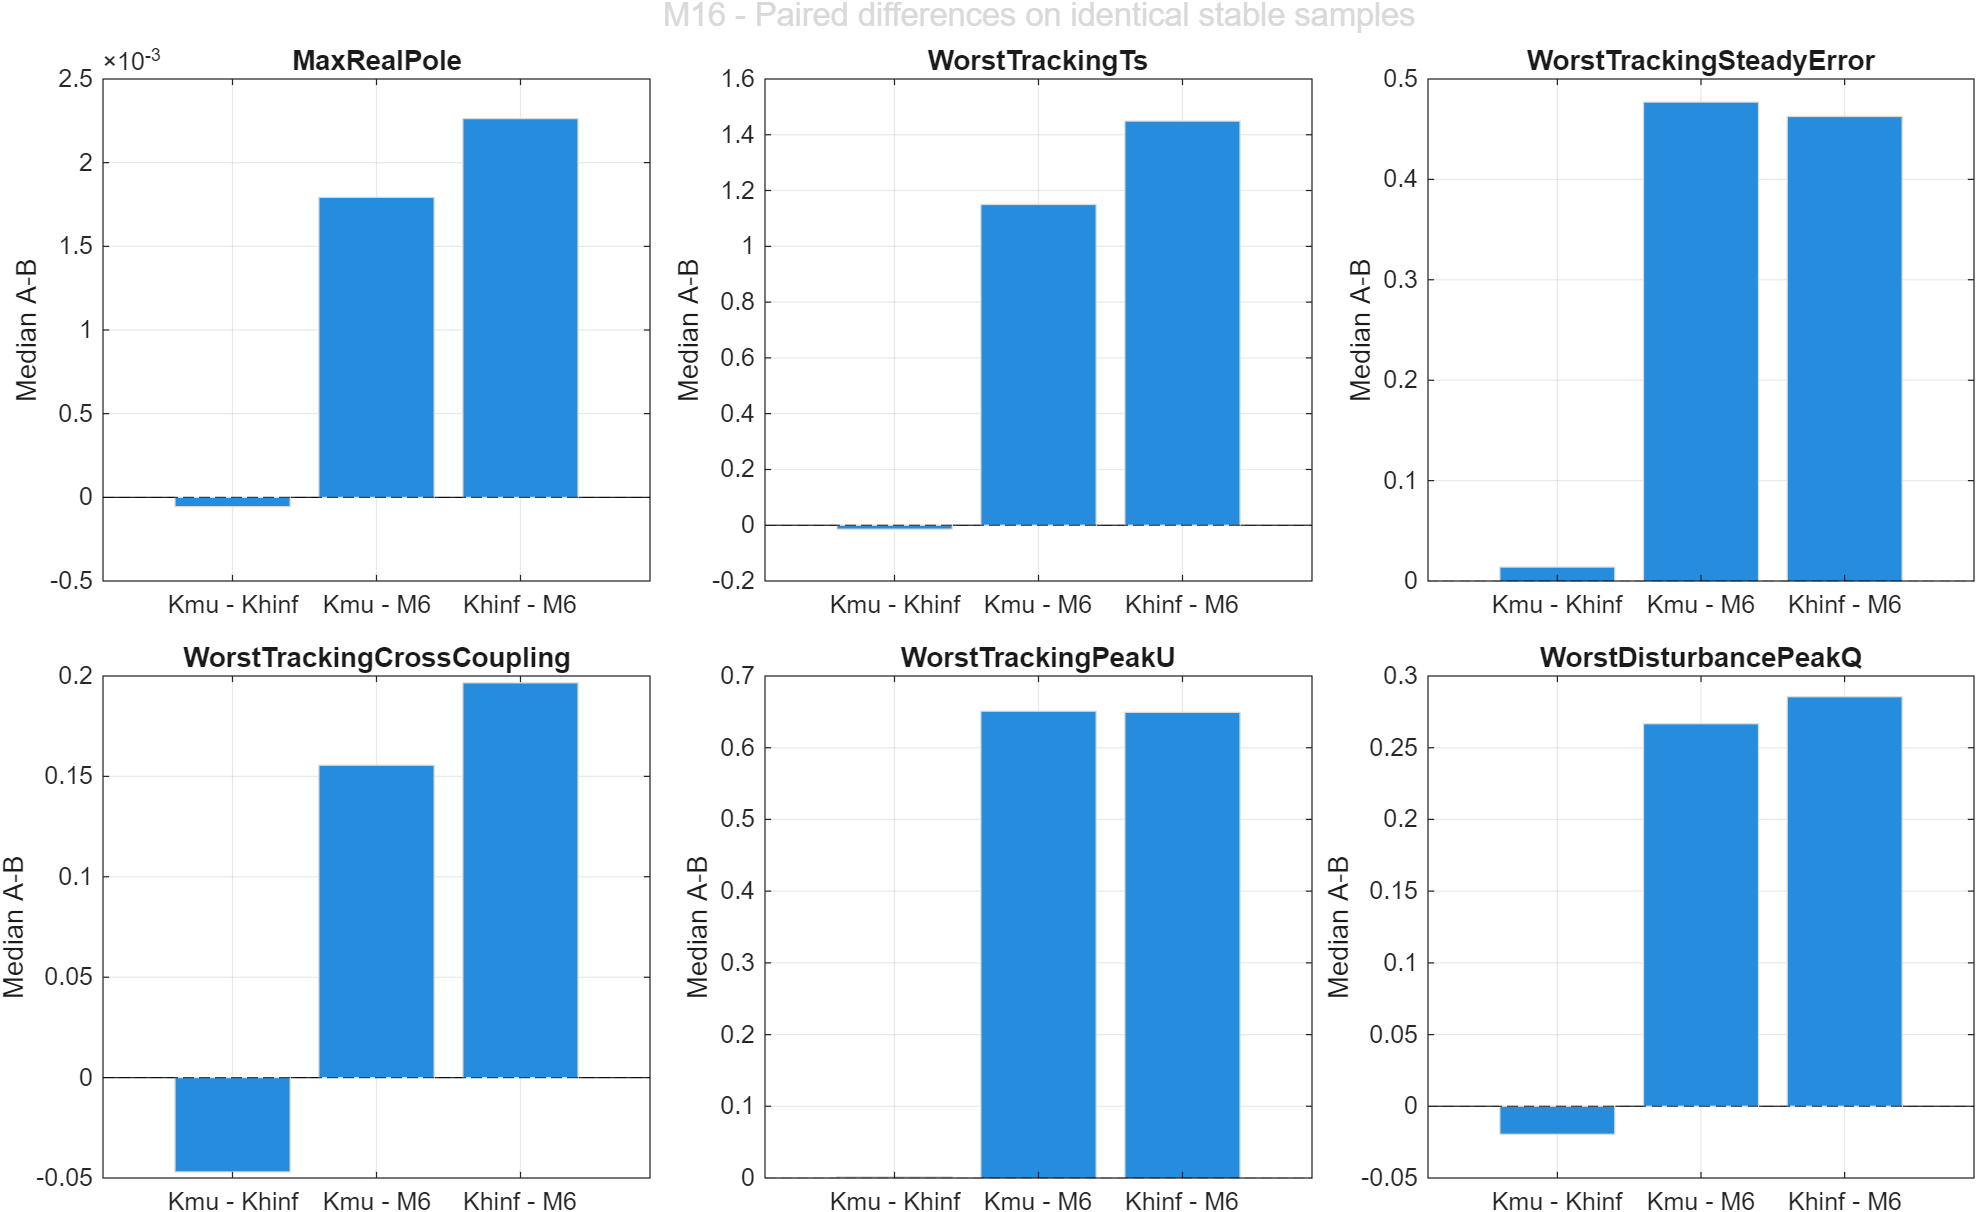 M16 - Paired differences on identical stable samples
MaxRealPole
×10-3
2.5
2
1.5
1
0.5
0
-0.5
Median A-B
Kmu - Khinf
Kmu - M6
Khinf - M6
WorstTrackingTs
1.6
1.4
1.2
1
0.8
0.6
0.4
0.2
0
-0.2
Median A-B
Kmu - Khinf
Kmu - M6
Khinf - M6
WorstTrackingSteadyError
0.5
0.4
0.3
0.2
0.1
0
Median A-B
Kmu - Khinf
Kmu - M6
Khinf - M6
WorstTrackingCrossCoupling
0.2
0.15
0.1
0.05
0
-0.05
Median A-B
Kmu - Khinf
Kmu - M6
Khinf - M6
WorstTrackingPeakU
0.7
0.6
0.5
0.4
0.3
0.2
0.1
0
Median A-B
Kmu - Khinf
Kmu - M6
Khinf - M6
WorstDisturbancePeakQ
0.3
0.25
0.2
0.15
0.1
0.05
0
-0.05
Median A-B
Kmu - Khinf
Kmu - M6
Khinf - M6